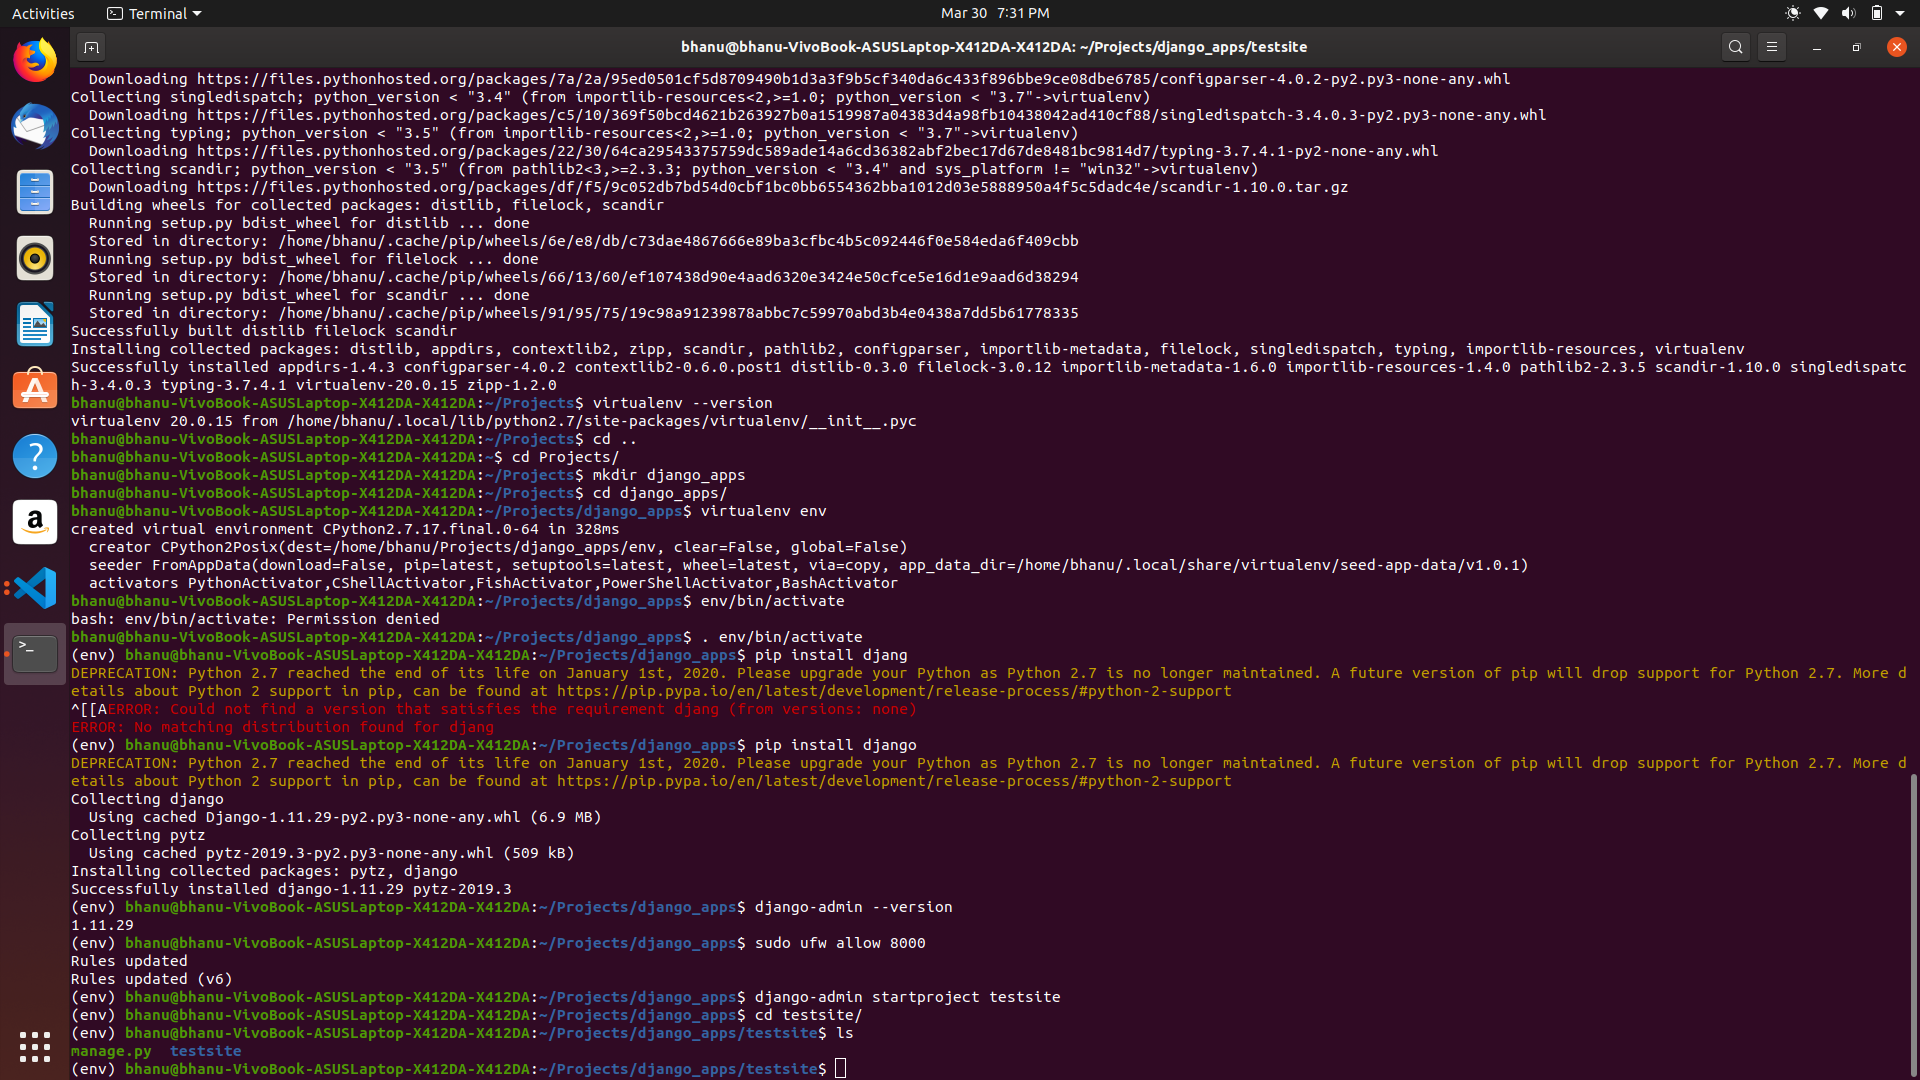 Activities
Terminal
Mar 30 7:31 PM
bhanu@bhanu-VivoBook-ASUSLaptop-X412DA-X412DA: ~/Projects/django_apps/testsite
  Downloading https://files.pythonhosted.org/packages/7a/2a/95ed0501cf5d8709490b1d3a3f9b5cf340da6c433f896bbe9ce08dbe6785/configparser-4.0.2-py2.py3-none-any.whl
Collecting singledispatch; python_version < "3.4" (from importlib-resources<2,>=1.0; python_version < "3.7"->virtualenv)
  Downloading https://files.pythonhosted.org/packages/c5/10/369f50bcd4621b263927b0a1519987a04383d4a98fb10438042ad410cf88/singledispatch-3.4.0.3-py2.py3-none-any.whl
Collecting typing; python_version < "3.5" (from importlib-resources<2,>=1.0; python_version < "3.7"->virtualenv)
  Downloading https://files.pythonhosted.org/packages/22/30/64ca29543375759dc589ade14a6cd36382abf2bec17d67de8481bc9814d7/typing-3.7.4.1-py2-none-any.whl
Collecting scandir; python_version < "3.5" (from pathlib2<3,>=2.3.3; python_version < "3.4" and sys_platform != "win32"->virtualenv)
  Downloading https://files.pythonhosted.org/packages/df/f5/9c052db7bd54d0cbf1bc0bb6554362bba1012d03e5888950a4f5c5dadc4e/scandir-1.10.0.tar.gz
Building wheels for collected packages: distlib, filelock, scandir
  Running setup.py bdist_wheel for distlib ... done
  Stored in directory: /home/bhanu/.cache/pip/wheels/6e/e8/db/c73dae4867666e89ba3cfbc4b5c092446f0e584eda6f409cbb
  Running setup.py bdist_wheel for filelock ... done
  Stored in directory: /home/bhanu/.cache/pip/wheels/66/13/60/ef107438d90e4aad6320e3424e50cfce5e16d1e9aad6d38294
  Running setup.py bdist_wheel for scandir ... done
  Stored in directory: /home/bhanu/.cache/pip/wheels/91/95/75/19c98a91239878abbc7c59970abd3b4e0438a7dd5b61778335
Successfully built distlib filelock scandir
Installing collected packages: distlib, appdirs, contextlib2, zipp, scandir, pathlib2, configparser, importlib-metadata, filelock, singledispatch, typing, importlib-resources, virtualenv
Successfully installed appdirs-1.4.3 configparser-4.0.2 contextlib2-0.6.0.post1 distlib-0.3.0 filelock-3.0.12 importlib-metadata-1.6.0 importlib-resources-1.4.0 pathlib2-2.3.5 scandir-1.10.0 singledispatc
h-3.4.0.3 typing-3.7.4.1 virtualenv-20.0.15 zipp-1.2.0
bhanu@bhanu-VivoBook-ASUSLaptop-X412DA-X412DA:~/Projects$ virtualenv --version
virtualenv 20.0.15 from /home/bhanu/.local/lib/python2.7/site-packages/virtualenv/__init__.pyc
bhanu@bhanu-VivoBook-ASUSLaptop-X412DA-X412DA:~/Projects$ cd ..
bhanu@bhanu-VivoBook-ASUSLaptop-X412DA-X412DA:~$ cd Projects/
bhanu@bhanu-VivoBook-ASUSLaptop-X412DA-X412DA:~/Projects$ mkdir django_apps
bhanu@bhanu-VivoBook-ASUSLaptop-X412DA-X412DA:~/Projects$ cd django_apps/
bhanu@bhanu-VivoBook-ASUSLaptop-X412DA-X412DA:~/Projects/django_apps$ virtualenv env
created virtual environment CPython2.7.17.final.0-64 in 328ms
  creator CPython2Posix(dest=/home/bhanu/Projects/django_apps/env, clear=False, global=False)
  seeder FromAppData(download=False, pip=latest, setuptools=latest, wheel=latest, via=copy, app_data_dir=/home/bhanu/.local/share/virtualenv/seed-app-data/v1.0.1)
  activators PythonActivator,CShellActivator,FishActivator,PowerShellActivator,BashActivator
bhanu@bhanu-VivoBook-ASUSLaptop-X412DA-X412DA:~/Projects/django_apps$ env/bin/activate
bash: env/bin/activate: Permission denied
bhanu@bhanu-VivoBook-ASUSLaptop-X412DA-X412DA:~/Projects/django_apps$ . env/bin/activate
(env) bhanu@bhanu-VivoBook-ASUSLaptop-X412DA-X412DA:~/Projects/django_apps$ pip install djang
DEPRECATION: Python 2.7 reached the end of its life on January 1st, 2020. Please upgrade your Python as Python 2.7 is no longer maintained. A future version of pip will drop support for Python 2.7. More d
etails about Python 2 support in pip, can be found at https://pip.pypa.io/en/latest/development/release-process/#python-2-support
^[[AERROR: Could not find a version that satisfies the requirement djang (from versions: none)
ERROR: No matching distribution found for djang
(env) bhanu@bhanu-VivoBook-ASUSLaptop-X412DA-X412DA:~/Projects/django_apps$ pip install django
DEPRECATION: Python 2.7 reached the end of its life on January 1st, 2020. Please upgrade your Python as Python 2.7 is no longer maintained. A future version of pip will drop support for Python 2.7. More d
etails about Python 2 support in pip, can be found at https://pip.pypa.io/en/latest/development/release-process/#python-2-support
Collecting django
  Using cached Django-1.11.29-py2.py3-none-any.whl (6.9 MB)
Collecting pytz
  Using cached pytz-2019.3-py2.py3-none-any.whl (509 kB)
Installing collected packages: pytz, django
Successfully installed django-1.11.29 pytz-2019.3
(env) bhanu@bhanu-VivoBook-ASUSLaptop-X412DA-X412DA:~/Projects/django_apps$ django-admin --version
1.11.29
(env) bhanu@bhanu-VivoBook-ASUSLaptop-X412DA-X412DA:~/Projects/django_apps$ sudo ufw allow 8000
Rules updated
Rules updated (v6)
(env) bhanu@bhanu-VivoBook-ASUSLaptop-X412DA-X412DA:~/Projects/django_apps$ django-admin startproject testsite
(env) bhanu@bhanu-VivoBook-ASUSLaptop-X412DA-X412DA:~/Projects/django_apps$ cd testsite/
(env) bhanu@bhanu-VivoBook-ASUSLaptop-X412DA-X412DA:~/Projects/django_apps/testsite$ ls
manage.py  testsite
(env) bhanu@bhanu-VivoBook-ASUSLaptop-X412DA-X412DA:~/Projects/django_apps/testsite$